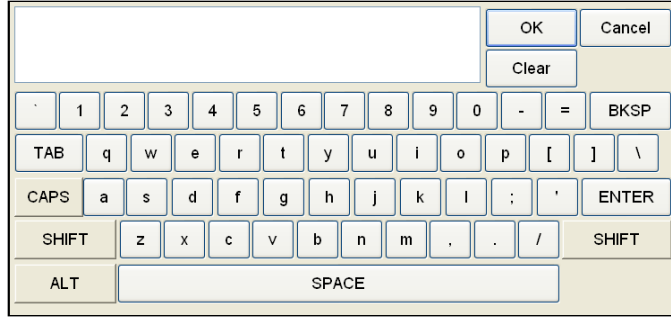 OK Cancel
Clear
` 1 2 3 4 5 6 7 8 9 0 - = BKSP
TAB q w e r t y u i o p [ ] \
CAPS a s d f g h j k l ; ' ENTER
SHIFT z x c v b n m , . / SHIFT
ALT SPACE